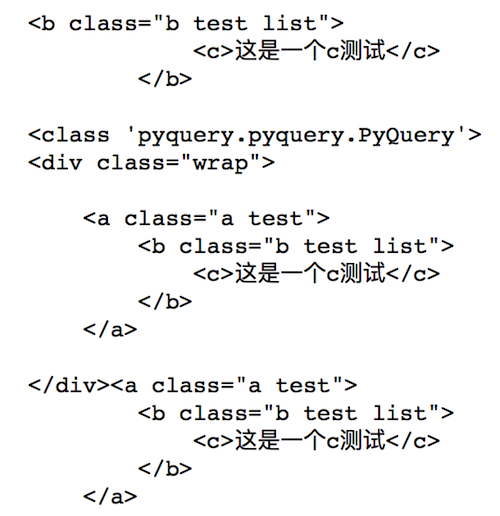 <b class="b test list">
            <c>这是一个c测试</c>
        </b>

<class 'pyquery.pyquery.PyQuery'>
<div class="wrap">

    <a class="a test">
        <b class="b test list">
            <c>这是一个c测试</c>
        </b>
    </a>

</div><a class="a test">
        <b class="b test list">
            <c>这是一个c测试</c>
        </b>
    </a>